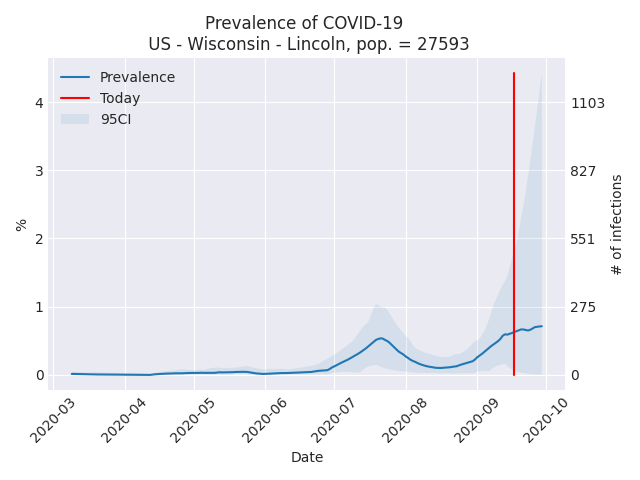 Prevalence of COVID-19
US - Wisconsin - Lincoln, pop. = 27593
Prevalence
Today
95CI
4
3
2
1
0
%
1103
827
551
275
0
# of infections
2020-03
2020-04
2020-05
2020-06
2020-07
2020-08
2020-09
2020-10
Date